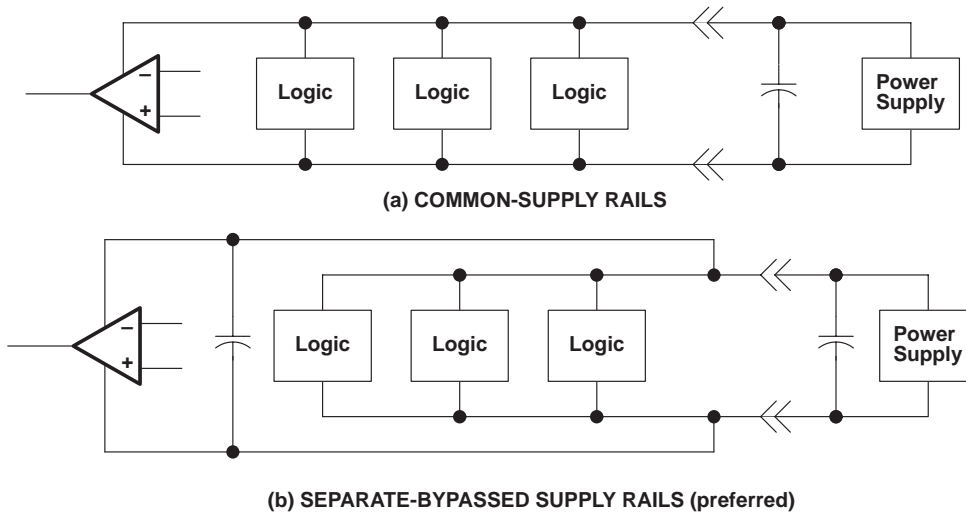 −
+
Logic
Logic
Logic
Power
Supply
(a) COMMON-SUPPLY RAILS
−
+
Logic
Logic
Logic
Power
Supply
(b) SEPARATE-BYPASSED SUPPLY RAILS (preferred)